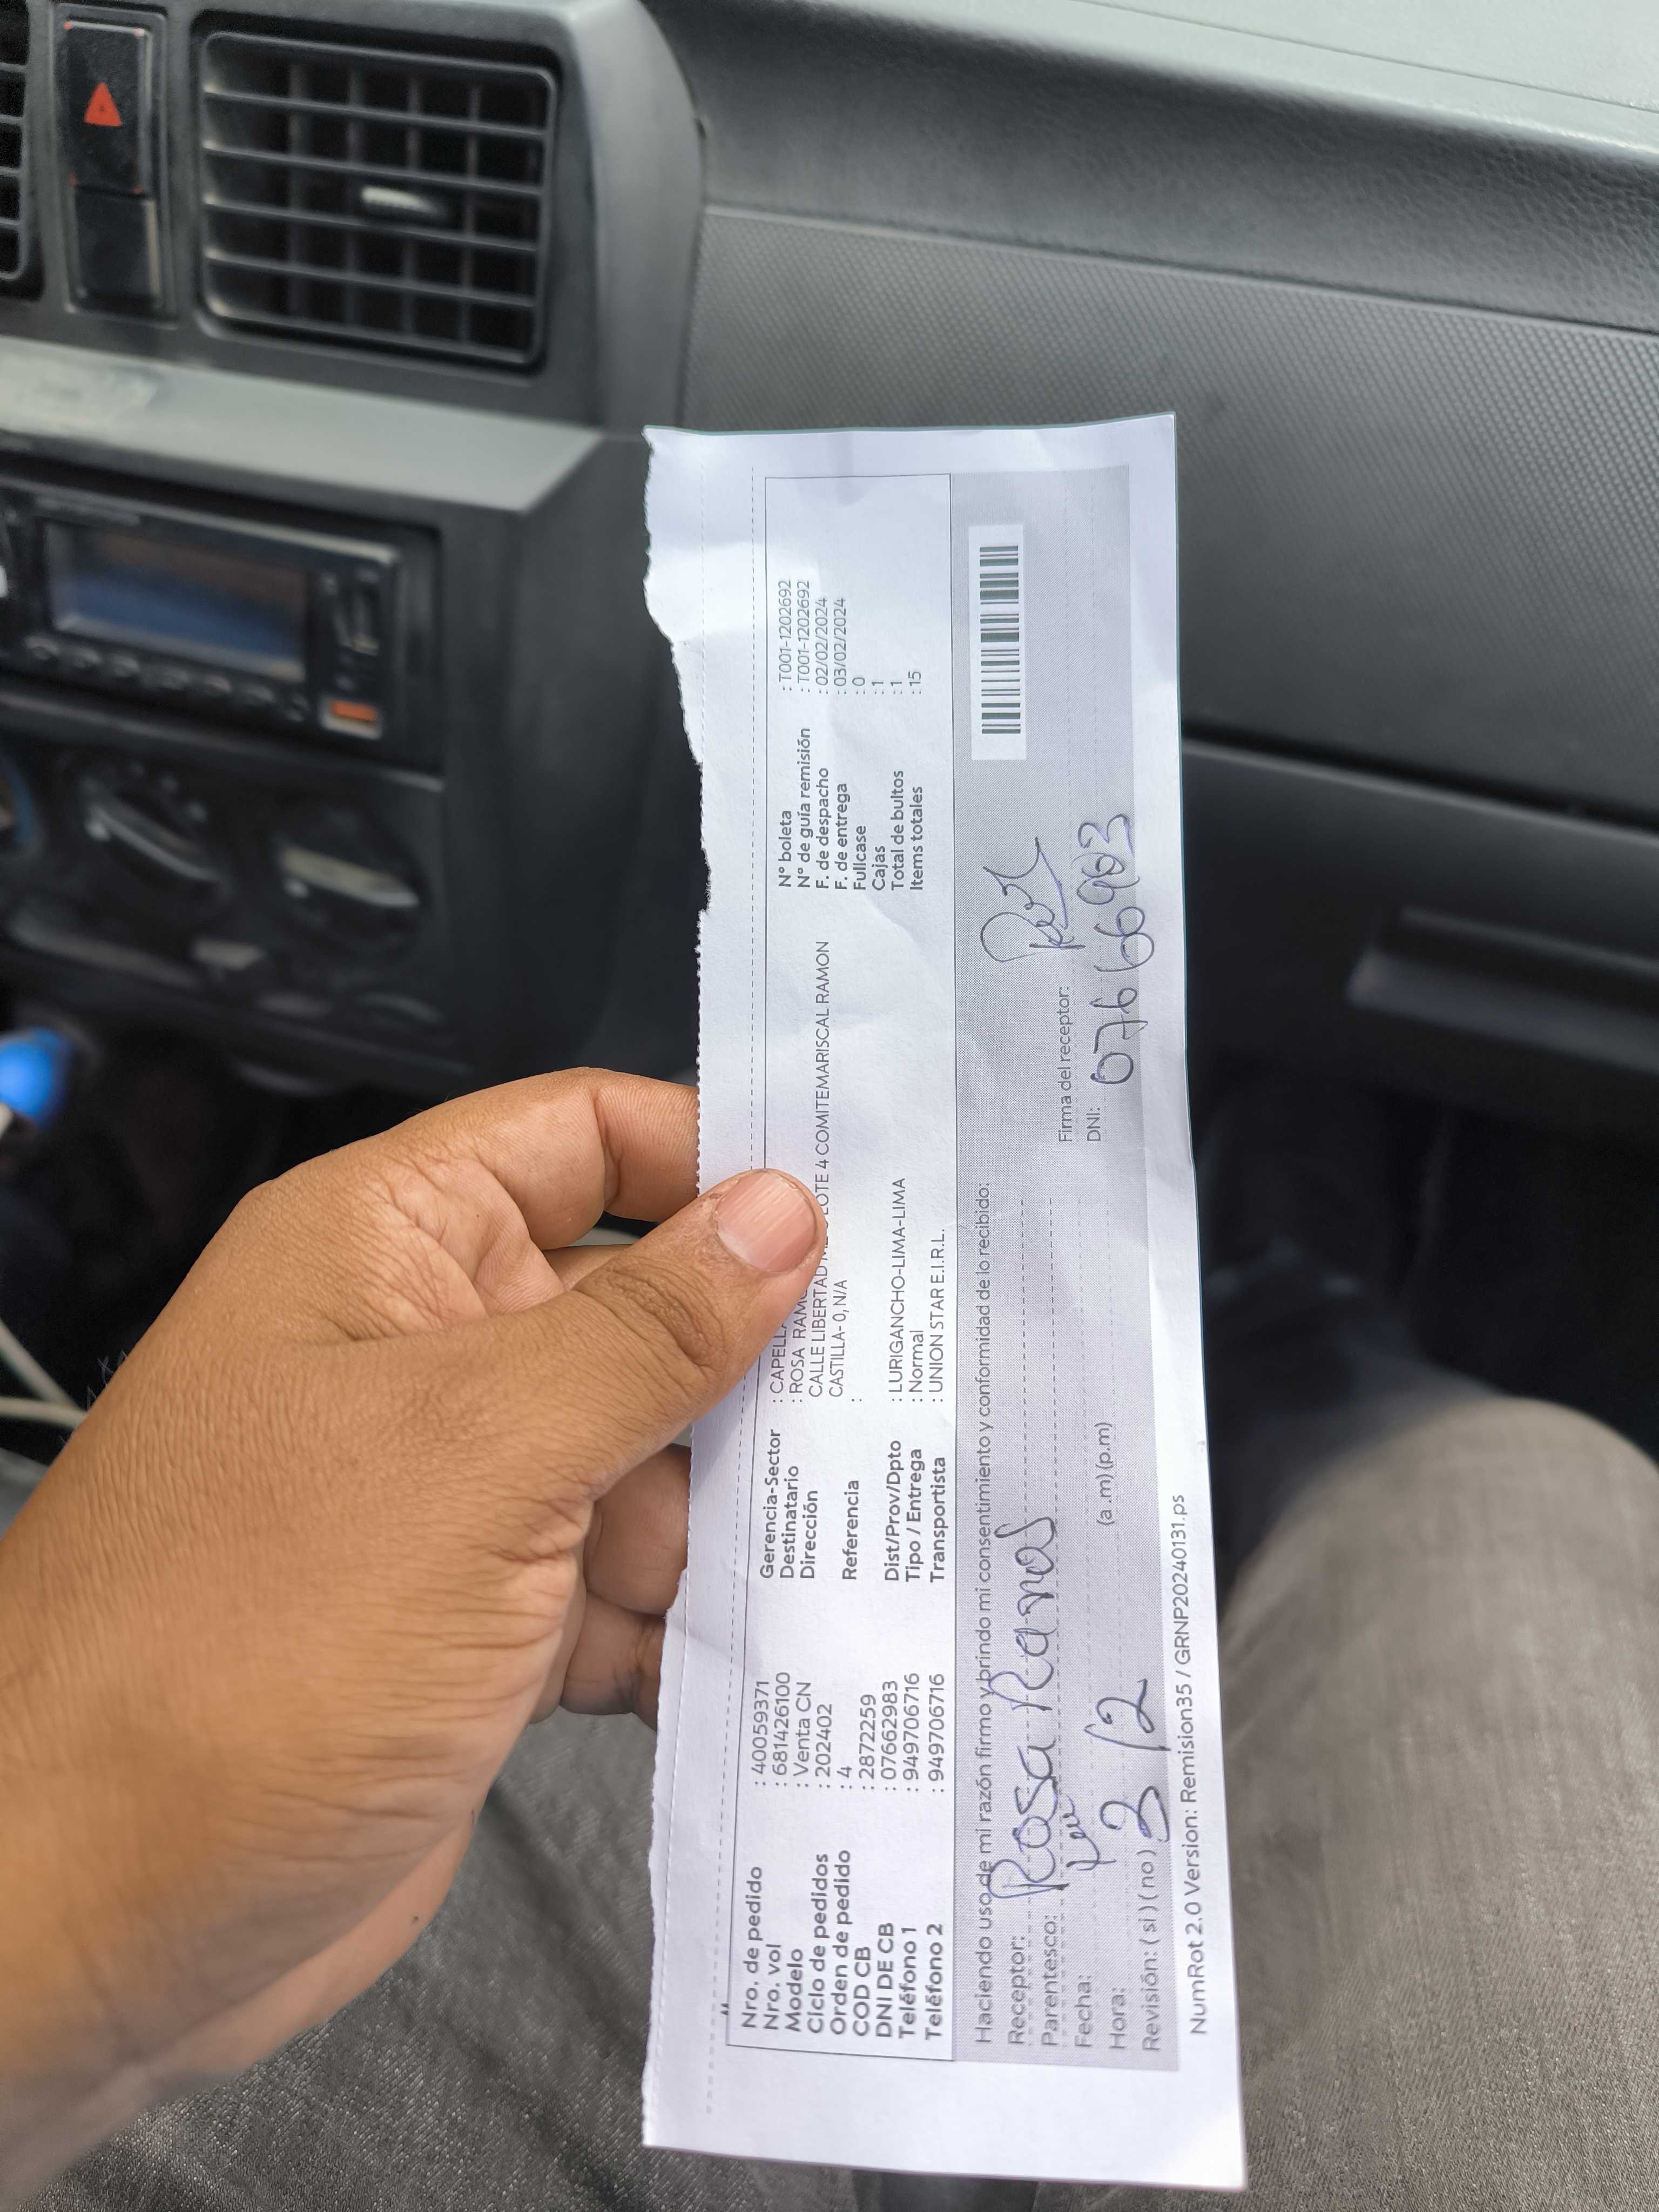 Nro. de pedido : 40059371
Nro. vol : 681426100
Modelo : Venta CN
Ciclo de pedidos : 202402
Orden de pedido : 4
COD CB : 2872259
DNI DE CB : 07662983
Teléfono 1 : 949706716
Teléfono 2 : 949706716
Gerencia-Sector : CAPELLA
Destinatario : ROSA
Dirección CALLE LIBERTAD LOTE 4 COMITEMARISCAL RAMON
CASTILLA- 0, N/A
Referencia :
Dist/Prov/Dpto : LURIGANCHO-LIMA-LIMA
Tipo / Entrega : Normal
Transportista : UNION STAR E.I.R.L.
N° boleta : T001-1202692
N° de guía remisión : T001-1202692
F. de despacho : 02/02/2024
F. de entrega : 03/02/2024
Fullcase : 0
Cajas : 1
Total de bultos : 1
Items totales : 15
Haciendo uso de mi razón firmo y brindo mi consentimiento y conformidad de lo recibido:
Receptor: Rosa Ramos
Parentesco:
Fecha: 3/2
Hora: (a.m) (p.m)
Revisión: ( si ) ( no )
Firma del receptor:
DNI:
NumRot 2.0 Version: Remision35 / GRNP20240131.ps